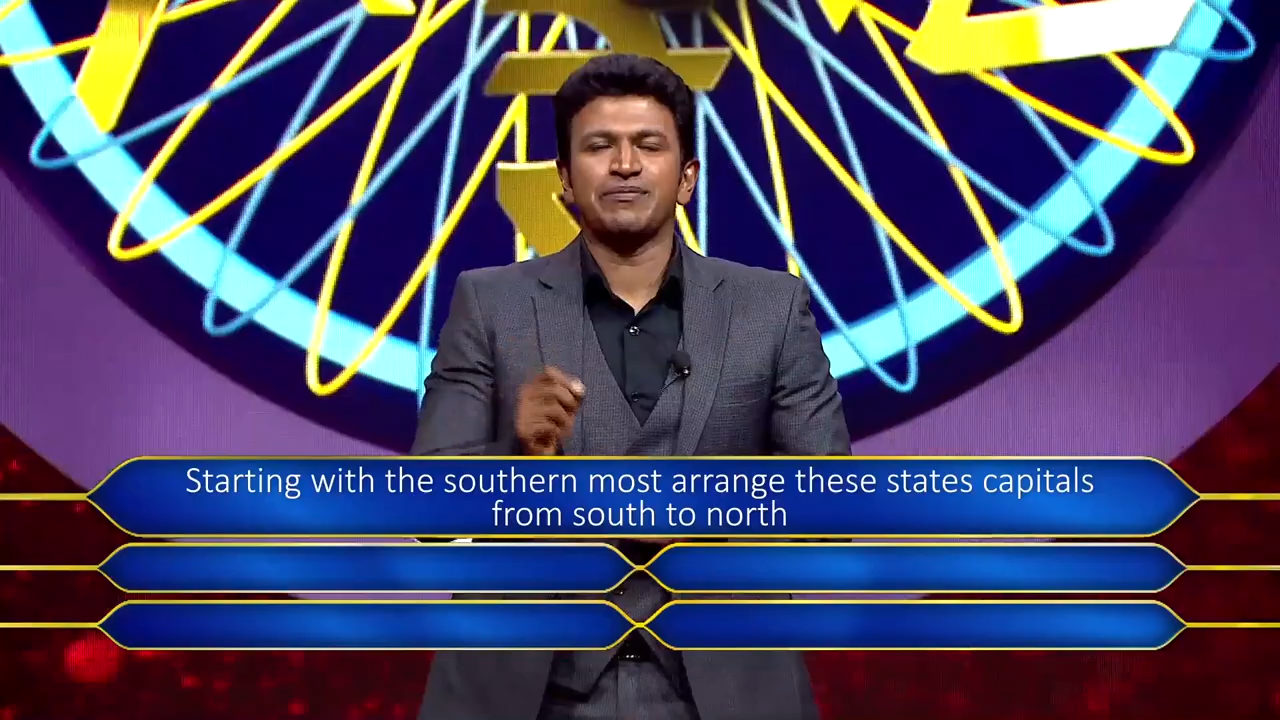 Starting with the southern most arrange these states capitals
from south to north